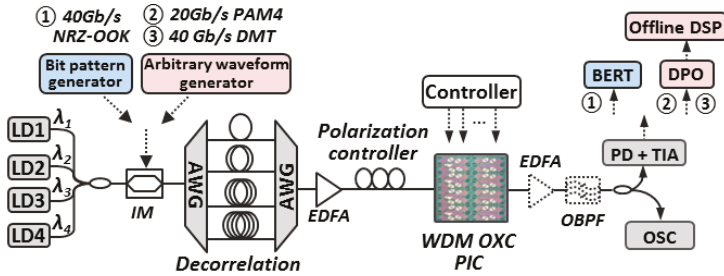 ① 40Gb/s
NRZ-OOK
② 20Gb/s PAM4
③ 40 Gb/s DMT
Bit pattern
generator
Arbitrary waveform
generator
Offline DSP
BERT
DPO
①
②
③
Controller
LD1
λ1
LD2
λ2
LD3
λ3
LD4
λ4
IM
AWG
AWG
Decorrelation
EDFA
Polarization
controller
WDM OXC
PIC
EDFA
OBPF
PD + TIA
OSC